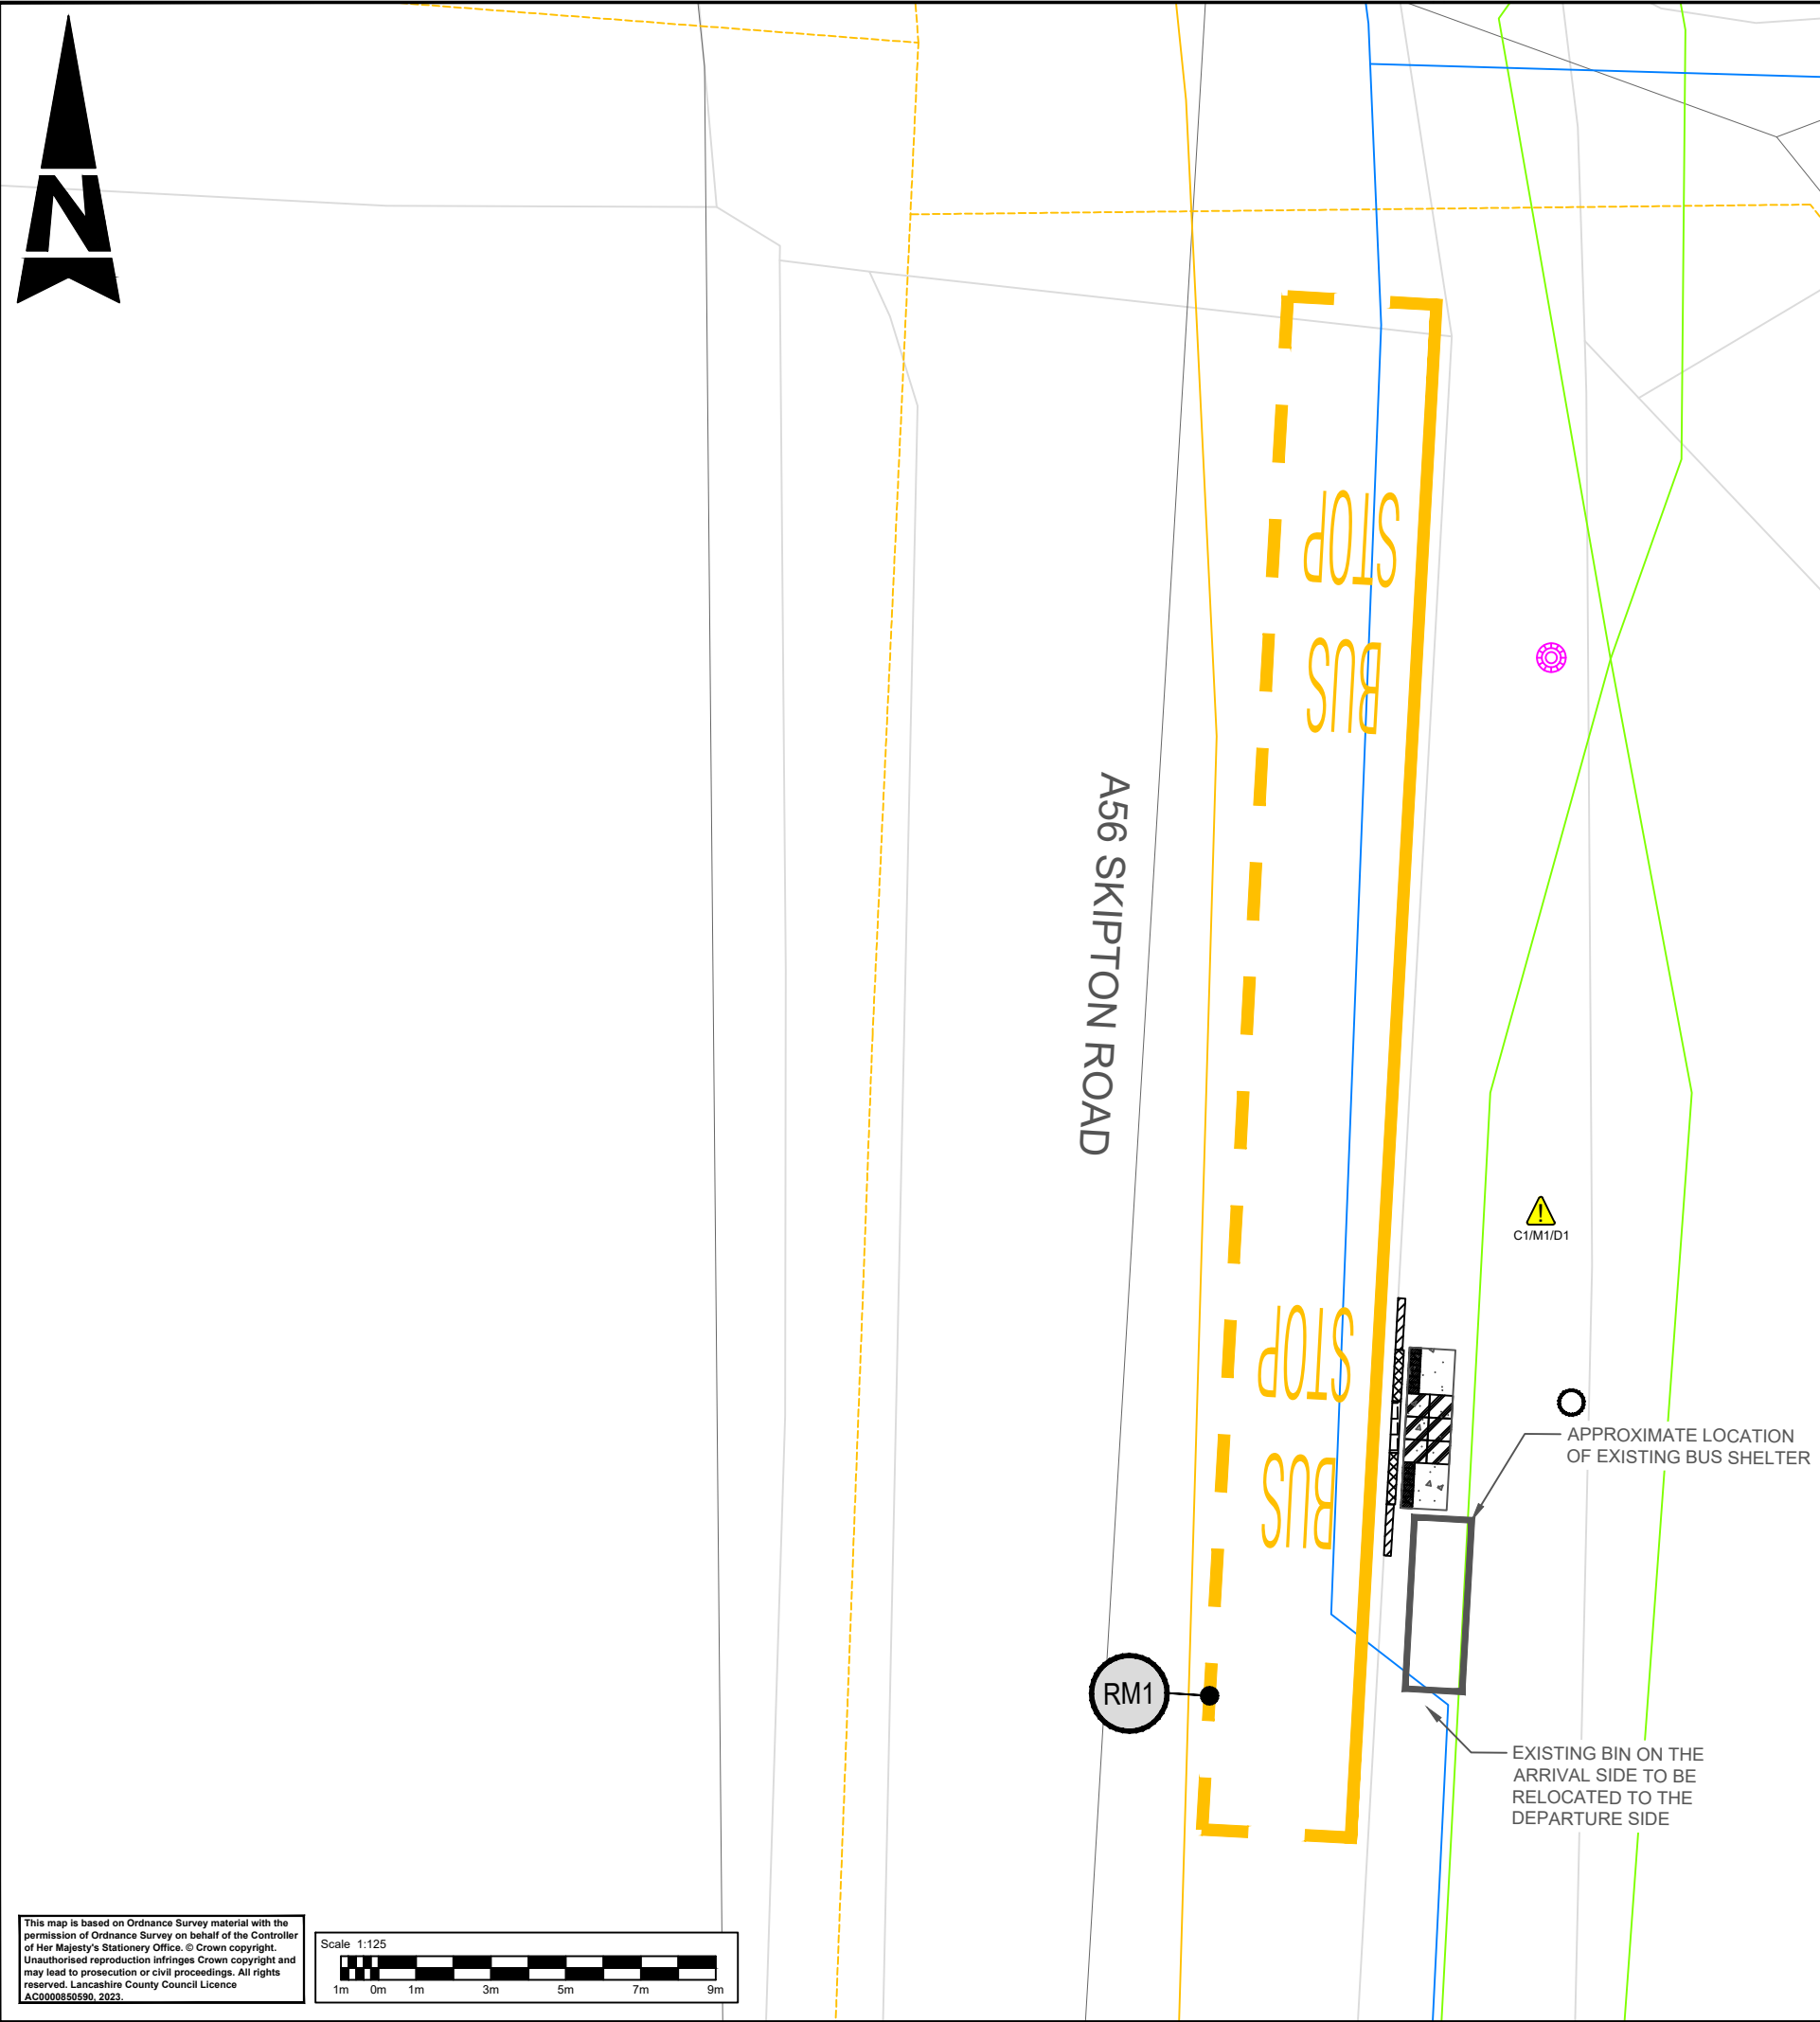 N
STOP
BUS
A56 SKIPTON ROAD
C1/M1/D1
STOP
BUS
APPROXIMATE LOCATION
OF EXISTING BUS SHELTER
RM1
EXISTING BIN ON THE
ARRIVAL SIDE TO BE
RELOCATED TO THE
DEPARTURE SIDE
This map is based on Ordnance Survey material with the
permission of Ordnance Survey on behalf of the Controller
of Her Majesty's Stationery Office. © Crown copyright.
Unauthorised reproduction infringes Crown copyright and
may lead to prosecution or civil proceedings. All rights
reserved. Lancashire County Council Licence
AC0000850590, 2023.
Scale 1:125
1m 0m 1m 3m 5m 7m 9m